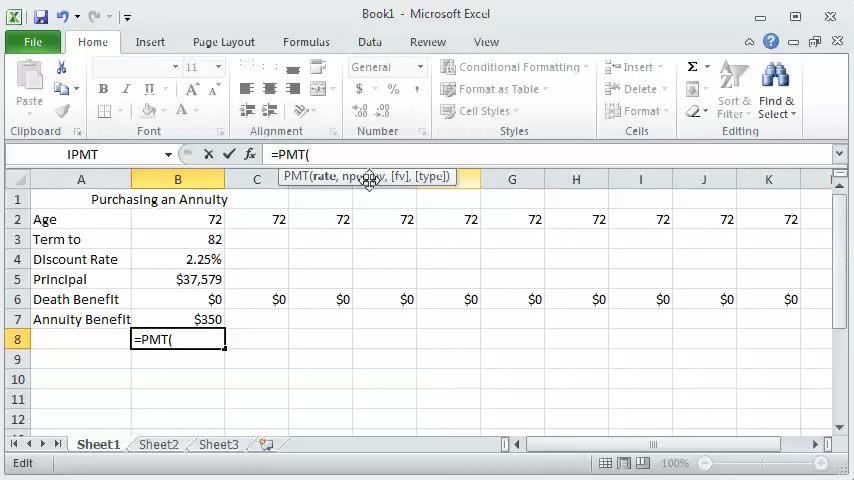 Book1 - Microsoft Excel
File Home Insert Page Layout Formulas Data Review View
11 General Conditional Formatting Insert Σ
Paste B I U A A $ % , Format as Table Delete Sort & Filter Find & Select
A Cell Styles Format
Clipboard Font Alignment Number Styles Cells Editing
IPMT fx =PMT(
PMT(rate, [fv], [type])
A B C G H I J K
1 Purchasing an Annuity
2 Age 72 72 72 72 72 72 72 72 72 72
3 Term to 82
4 Discount Rate 2.25%
5 Principal $37,579
6 Death Benefit $0 $0 $0 $0 $0 $0 $0 $0 $0 $0
7 Annuity Benefit $350
8 =PMT(
9
10
11
12
Sheet1 Sheet2 Sheet3
Edit 100%